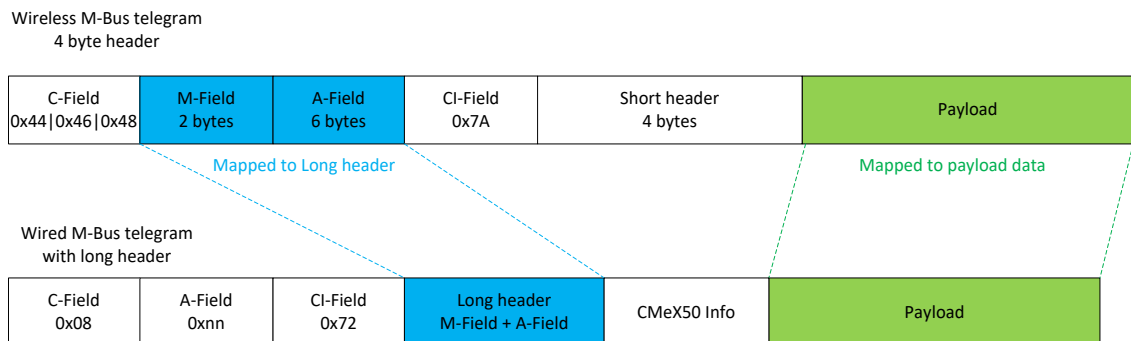 Wireless M-Bus telegram
4 byte header
C-Field
0x44|0x46|0x48
M-Field
2 bytes
A-Field
6 bytes
CI-Field
0x7A
Short header
4 bytes
Payload
Mapped to Long header
Mapped to payload data
Wired M-Bus telegram
with long header
C-Field
0x08
A-Field
0xnn
CI-Field
0x72
Long header
M-Field + A-Field
CMeX50 Info
Payload